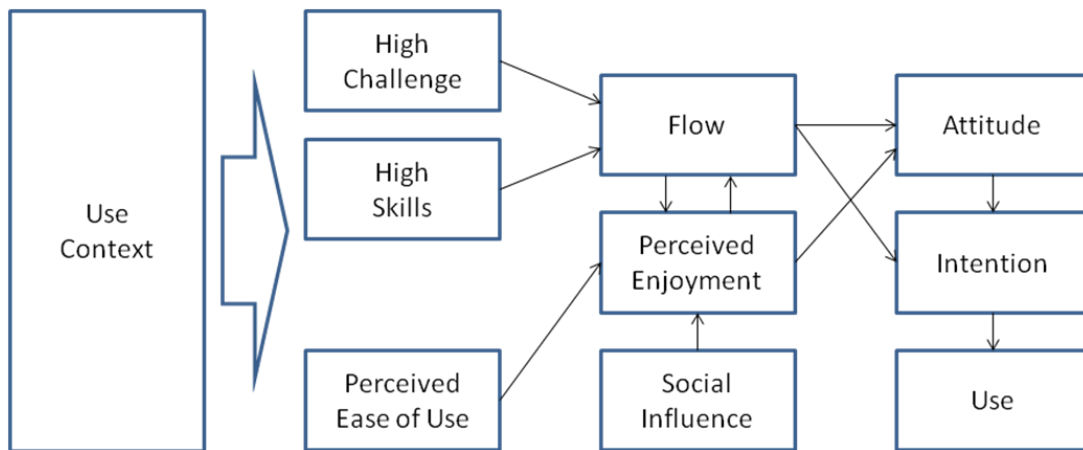 Use
Context
High
Challenge
High
Skills
Perceived
Ease of Use
Flow
Perceived
Enjoyment
Social
Influence
Attitude
Intention
Use